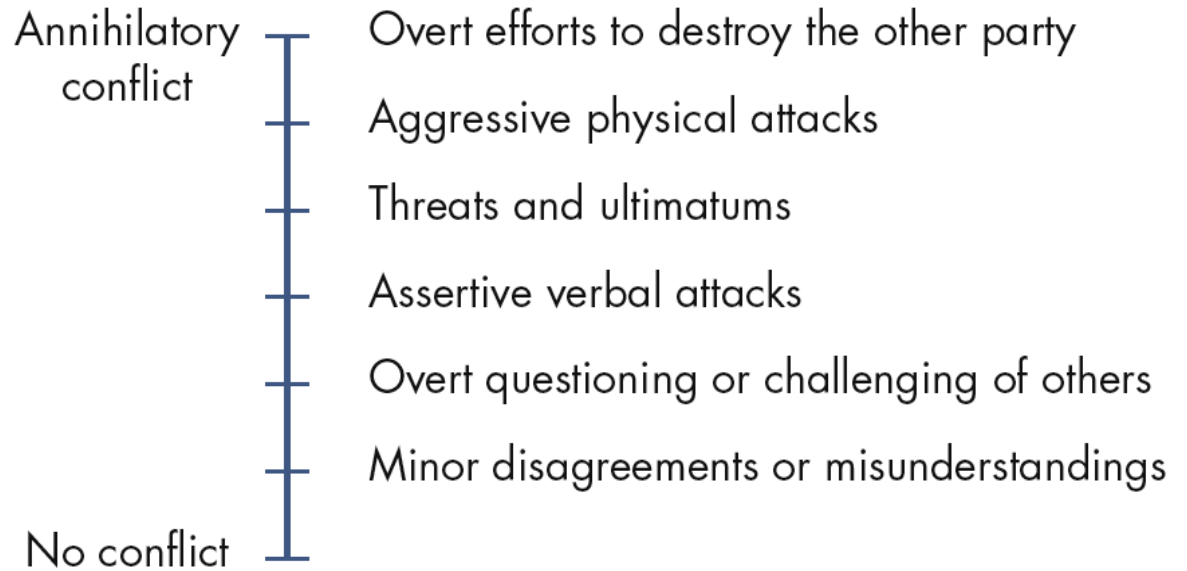 Annihilatory
conflict
Overt efforts to destroy the other party
Aggressive physical attacks
Threats and ultimatums
Assertive verbal attacks
Overt questioning or challenging of others
Minor disagreements or misunderstandings
No conflict